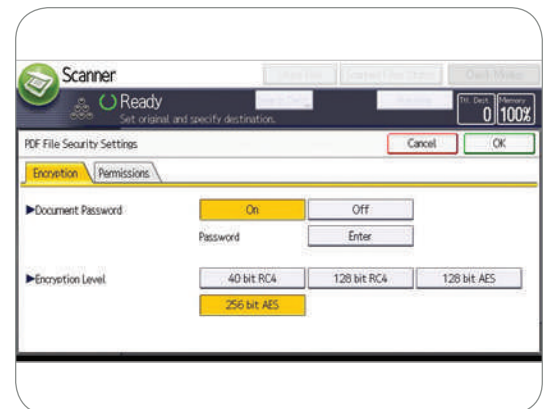 Scanner
Ready
Set original and specify destination.
Ttl. Dest. Memory
0 100%
PDF File Security Settings Cancel OK
Encryption Permissions
►Document Password On Off
Password Enter
►Encryption Level 40 bit RC4 128 bit RC4 128 bit AES
256 bit AES